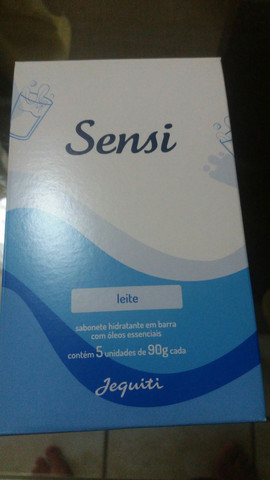 Sensi
leite
sabonete hidratante em barra
com óleos essenciais
contém 5 unidades de 90g cada
Jequiti